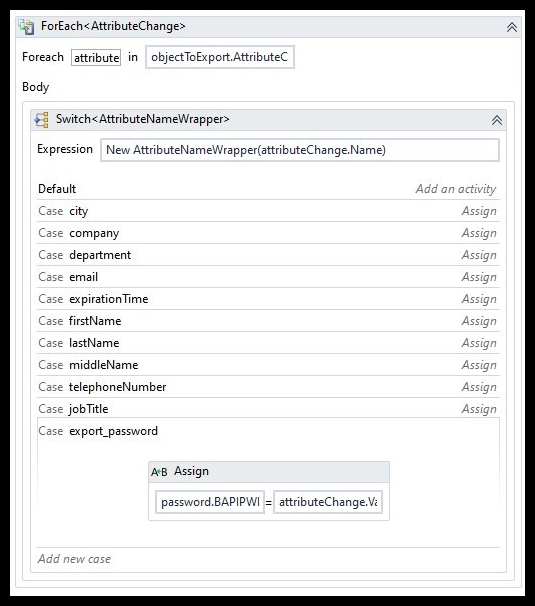 ForEach<AttributeChange>
Foreach attribute in objectToExport.AttributeC
Body
Switch<AttributeNameWrapper>
Expression New AttributeNameWrapper(attributeChange.Name)
Default Add an activity
Case city Assign
Case company Assign
Case department Assign
Case email Assign
Case expirationTime Assign
Case firstName Assign
Case lastName Assign
Case middleName Assign
Case telephoneNumber Assign
Case jobTitle Assign
Case export_password
A+B Assign
password.BAPIPWI = attributeChange.Va
Add new case